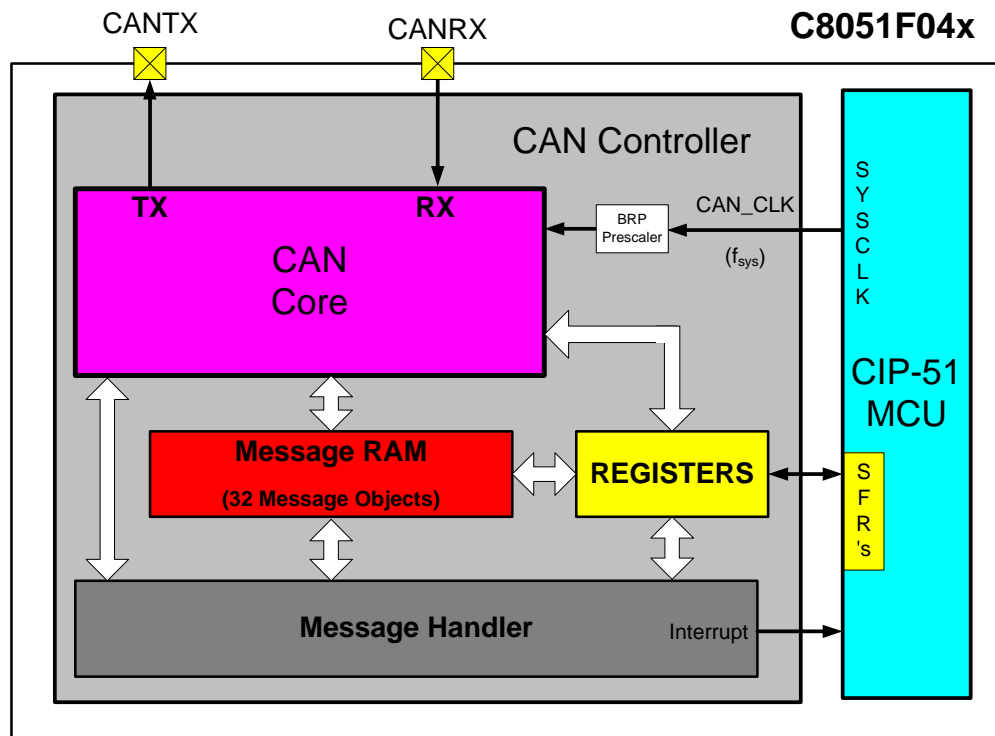 C8051F04x
CANTX
CANRX
CAN Controller
TX
RX
CAN
Core
BRP
Prescaler
CAN_CLK
(fsys)
S
Y
S
C
L
K
CIP-51
MCU
Message RAM
(32 Message Objects)
REGISTERS
S
F
R
's
Message Handler
Interrupt